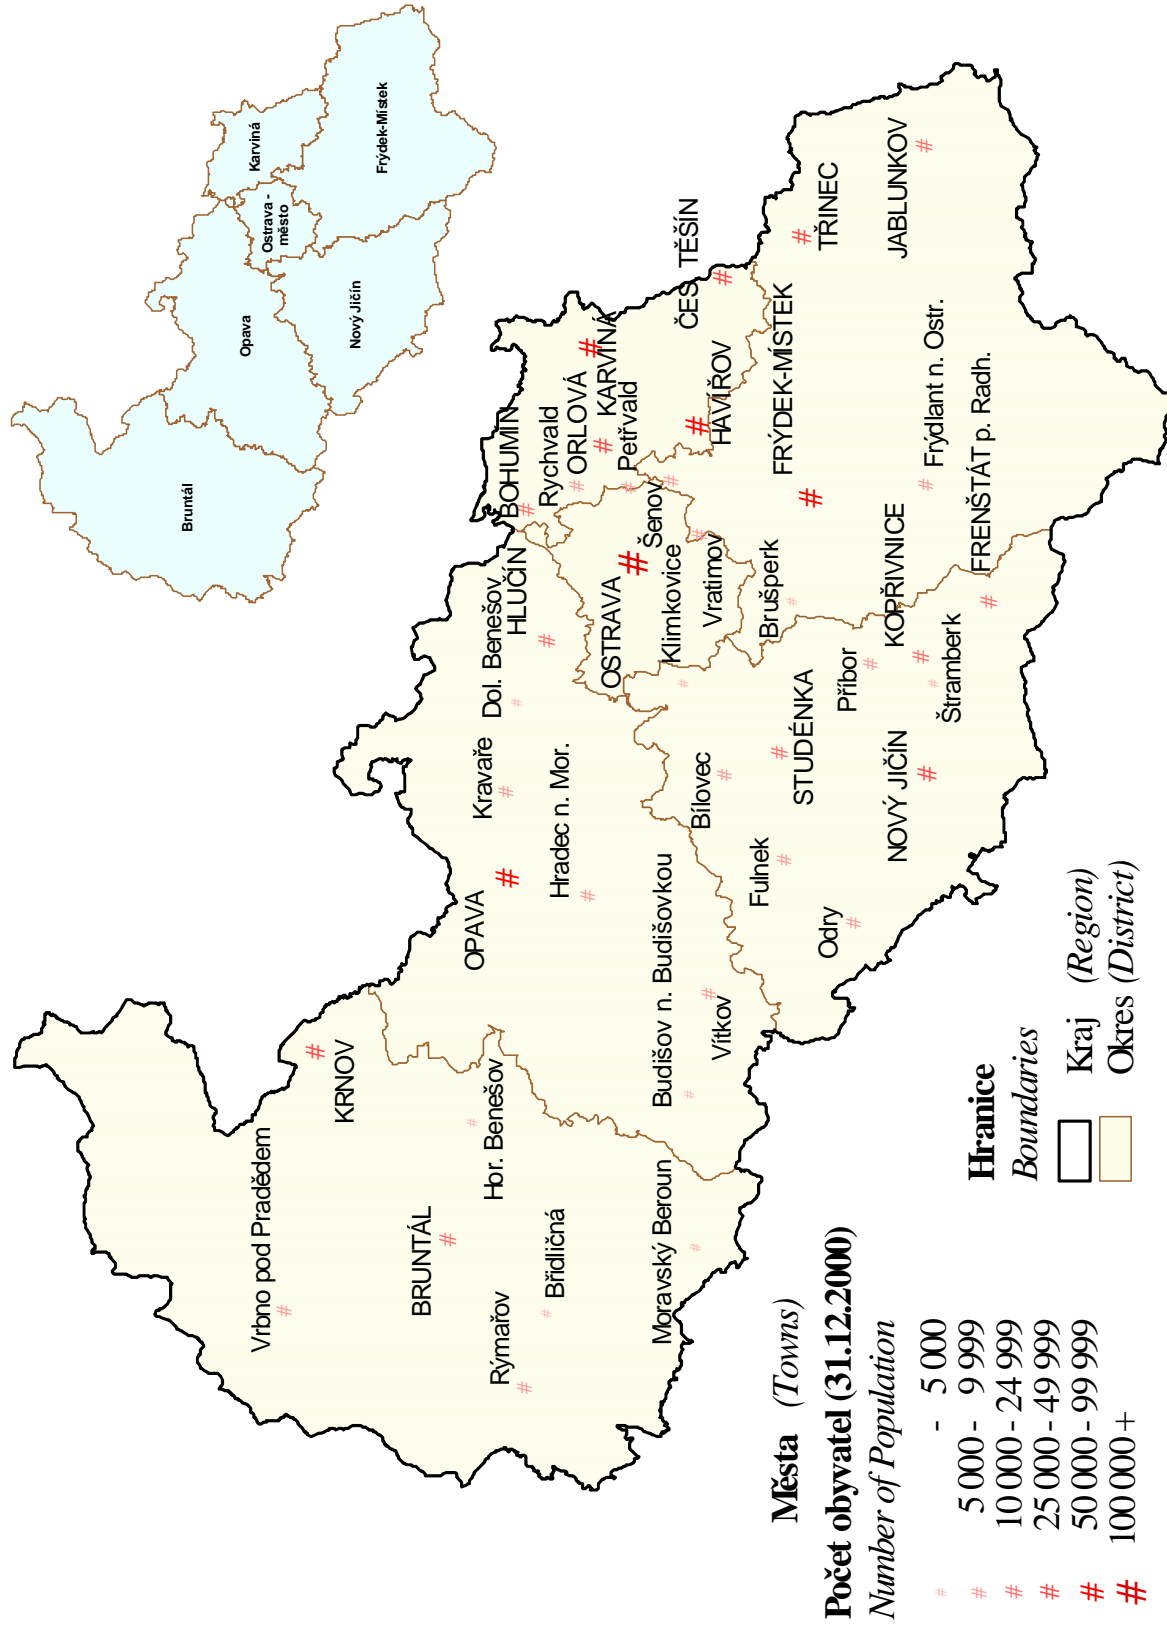 Bruntál
Opava
Ostrava -
město
Karviná
Nový Jičín
Frýdek-Místek
Vrbno pod Pradědem
KRNOV
BRUNTÁL
Hor. Benešov
Rýmařov
Břidličná
Moravský Beroun
OPAVA
Kravaře
Dol. Benešov
HLUČÍN
Hradec n. Mor.
Budišov n. Budišovkou
Vítkov
BOHUMÍN
Rychvald
ORLOVÁ
KARVINÁ
Petřvald
HAVÍŘOV
ČES. TĚŠÍN
OSTRAVA
Šenov
Klimkovice
Vratimov
Brušperk
FRÝDEK-MÍSTEK
TŘINEC
JABLUNKOV
Frýdlant n. Ostr.
FRENŠTÁT p. Radh.
Bílovec
STUDÉNKA
Příbor
KOPŘIVNICE
Štramberk
NOVÝ JIČÍN
Fulnek
Odry
Města (Towns)
Počet obyvatel (31.12.2000)
Number of Population
- 5 000
5 000 - 9 999
10 000 - 24 999
25 000 - 49 999
50 000 - 99 999
100 000 +
Hranice
Boundaries
Kraj (Region)
Okres (District)